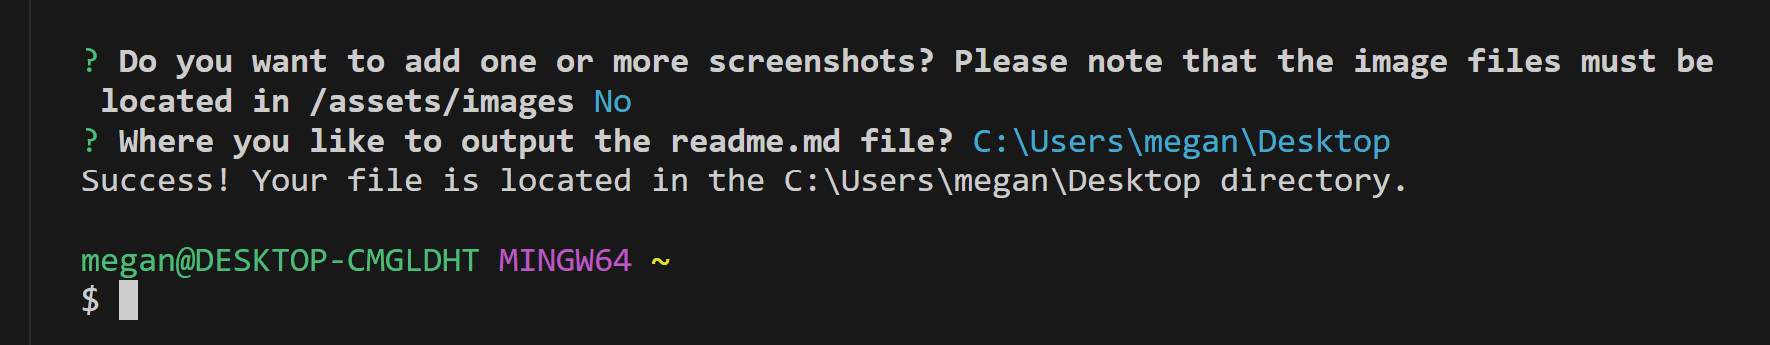 ? Do you want to add one or more screenshots? Please note that the image files must be
located in /assets/images No
? Where you like to output the readme.md file? C:\Users\megan\Desktop
Success! Your file is located in the C:\Users\megan\Desktop directory.
megan@DESKTOP-CMGLDHT MINGW64 ~
$